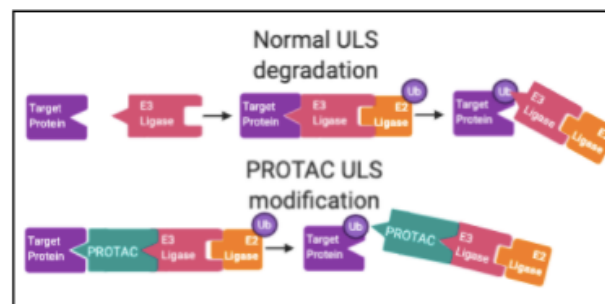 Normal ULS
degradation
Target
Protein
E3
Ligase
Target
Protein
E3
Ligase
E2
Ligase
Ub
Ub
Target
Protein
E3
Ligase
Ligase
PROTAC ULS
modification
Target
Protein
PROTAC
E3
Ligase
E2
Ligase
Ub
Ub
Target
Protein
PROTAC
E3
Ligase
E2
Ligase